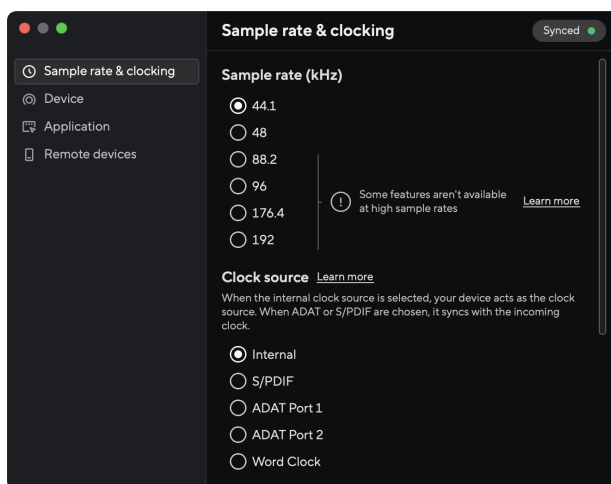 Sample rate & clocking
Synced
Sample rate & clocking
Device
Application
Remote devices
Sample rate (kHz)
44.1
48
88.2
96
176.4
192
Some features aren't available
at high sample rates
Learn more
Clock source Learn more
When the internal clock source is selected, your device acts as the clock
source. When ADAT or S/PDIF are chosen, it syncs with the incoming
clock.
Internal
S/PDIF
ADAT Port 1
ADAT Port 2
Word Clock